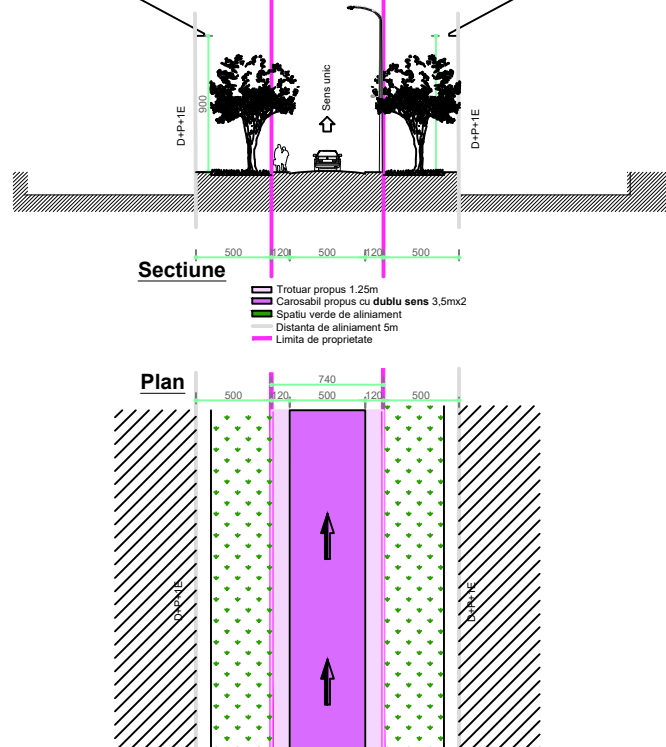 Sens unic
900
D+P+1E
D+P+1E
500 120 500 120 500
Sectiune
Trotuar propus 1.25m
Carosabil propus cu dublu sens 3,5mx2
Spatiu verde de aliniament
Distanta de aliniament 5m
Limita de proprietate
Plan
740
500 120 500 120 500
D+P+1E
D+P+1E